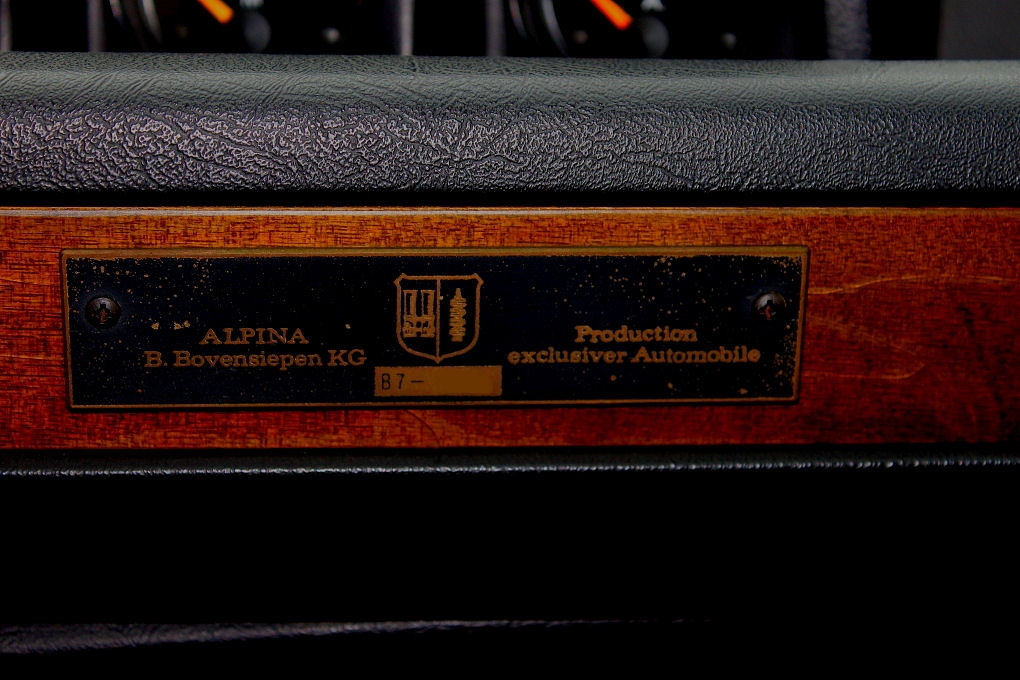 ALPINA
B. Bovensiepen KG
Production
exclusiver Automobile
B7-